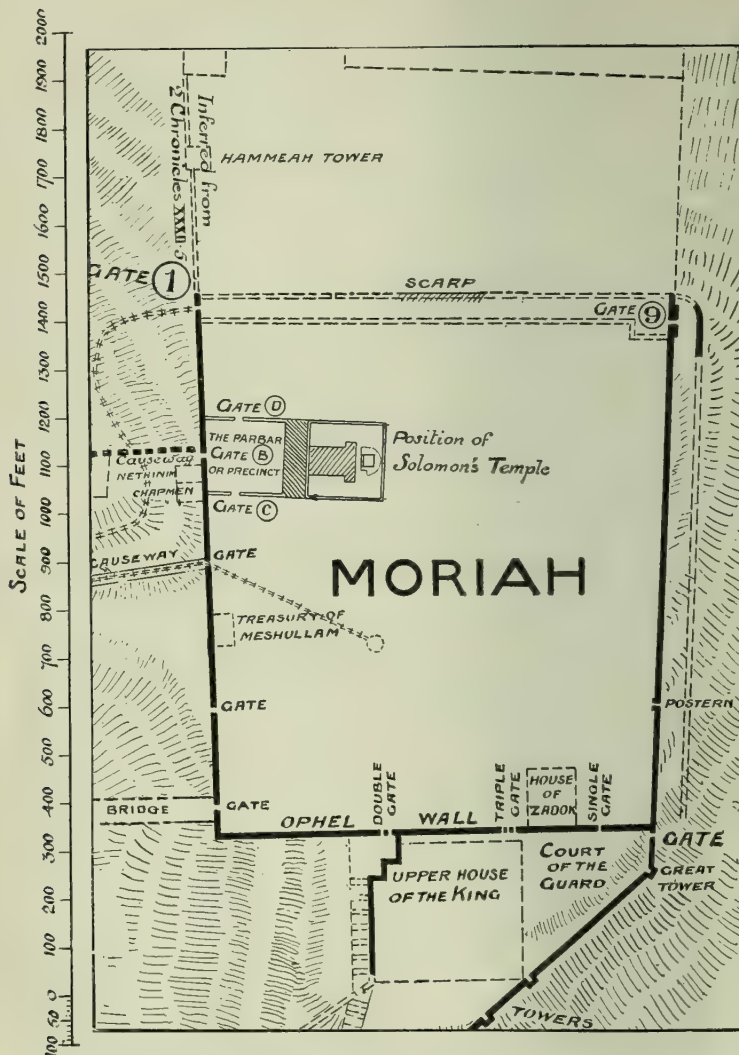 2000
1900
1800
1700
1600
1500
1400
1300
1200
1100
1000
900
800
700
600
500
400
300
200
100
0
50
100
SCALE OF FEET
Inferred from
2 Chronicles XXXII·5
HAMMEAH TOWER
GATE 1
SCARP
GATE 9
GATE D
THE PARBAR
GATE B
OR PRECINCT
Causeway
NETHINIM
CHAPMEN
GATE C
Position of
Solomon's Temple
CAUSEWAY
GATE
MORIAH
TREASURY OF
MESHULLAM
GATE
POSTERN
BRIDGE
GATE
OPHEL
DOUBLE
GATE
WALL
TRIPLE
GATE
HOUSE
OF
ZADOK
SINGLE
GATE
GATE
UPPER HOUSE
OF THE KING
COURT
OF THE
GUARD
GREAT
TOWER
TOWERS